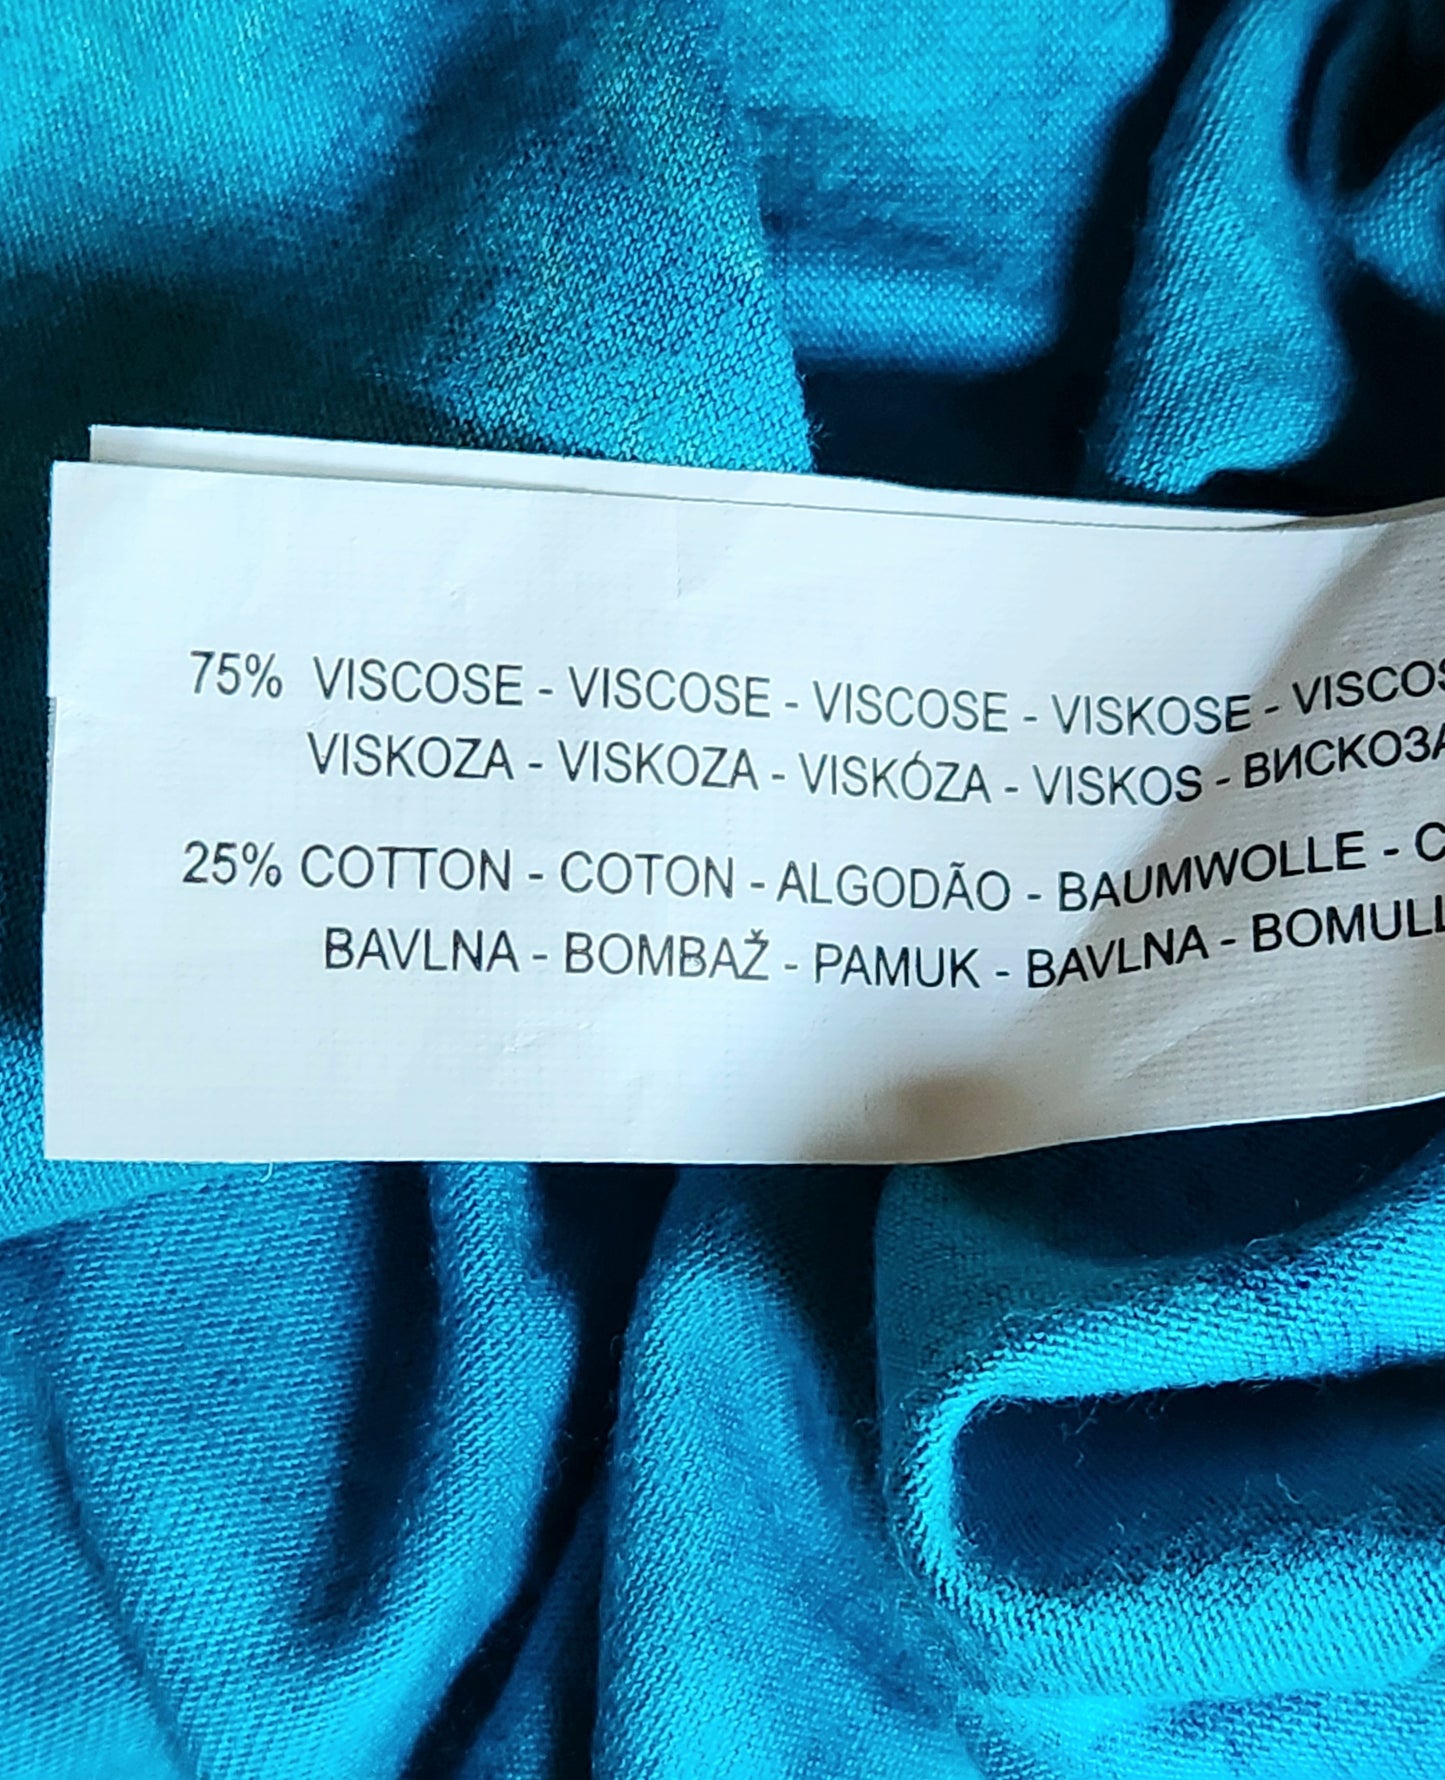 75% VISCOSE - VISCOSE - VISCOSE - VISKOSE -
VISKOZA - VISKOZA - VISKÓZA - VISKOS - ВИСКОЗА
25% COTTON - COTON - ALGODÃO - BAUMWOLLE -
BAVLNA - BOMBAŽ - PAMUK - BAVLNA - BOMULL